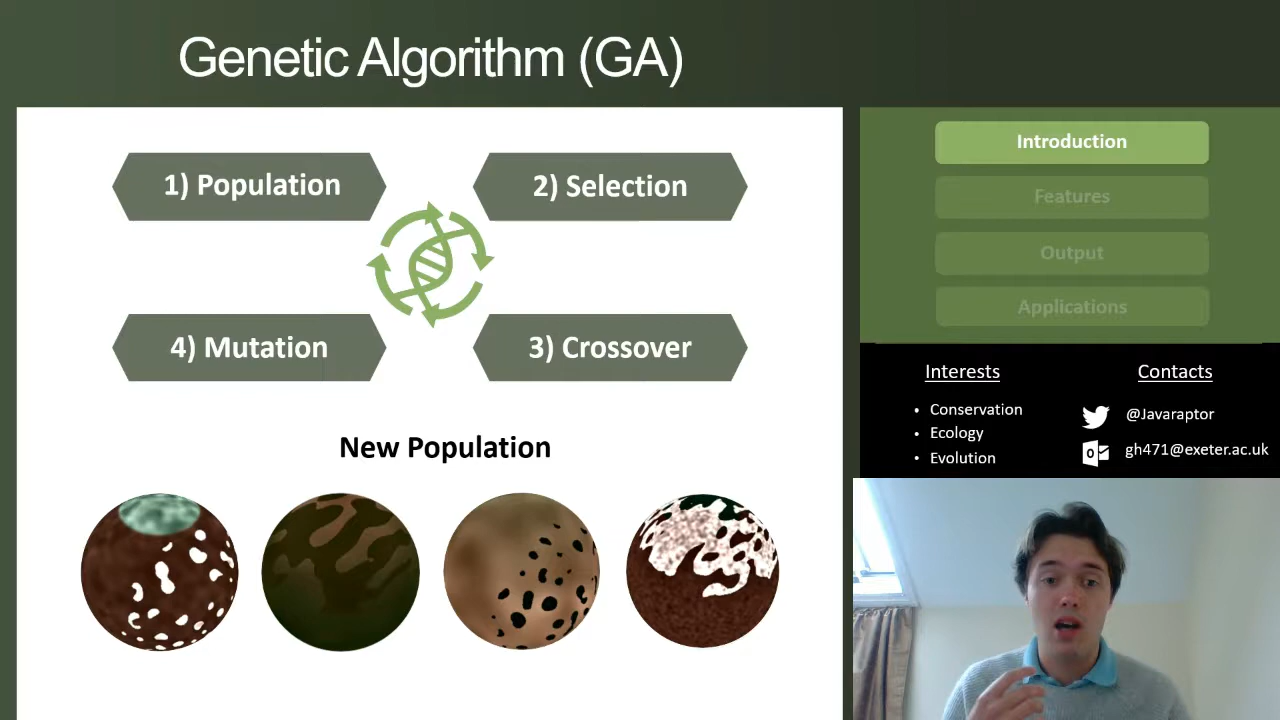 Genetic Algorithm (GA)
1) Population
2) Selection
4) Mutation
3) Crossover
New Population
Introduction
Features
Output
Applications
Interests
• Conservation
• Ecology
• Evolution
Contacts
@Javaraptor
gh471@exeter.ac.uk